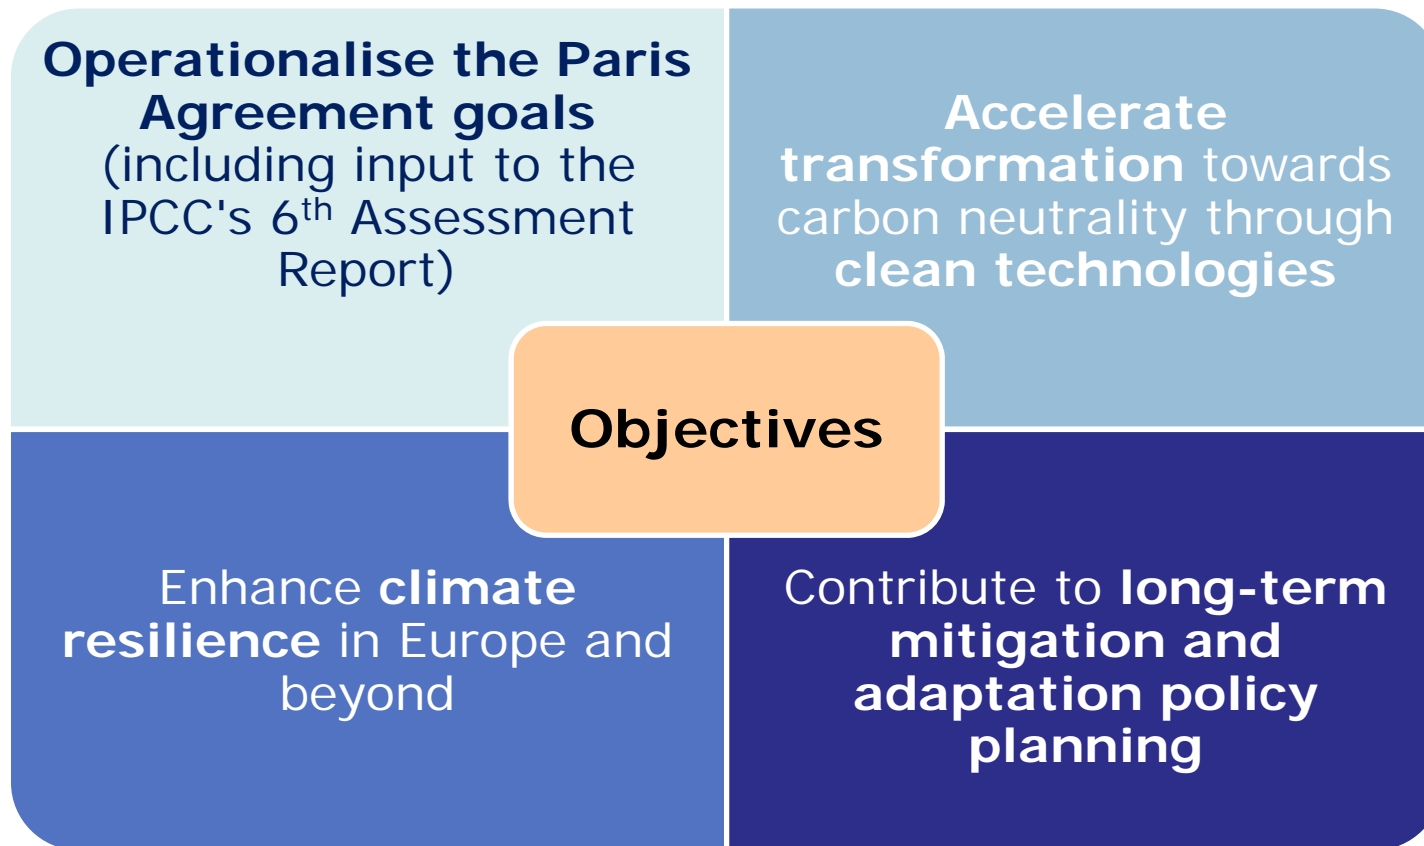 Operationalise the Paris
Agreement goals
(including input to the
IPCC's 6th Assessment
Report)
Accelerate
transformation towards
carbon neutrality through
clean technologies
Objectives
Enhance climate
resilience in Europe and
beyond
Contribute to long-term
mitigation and
adaptation policy
planning